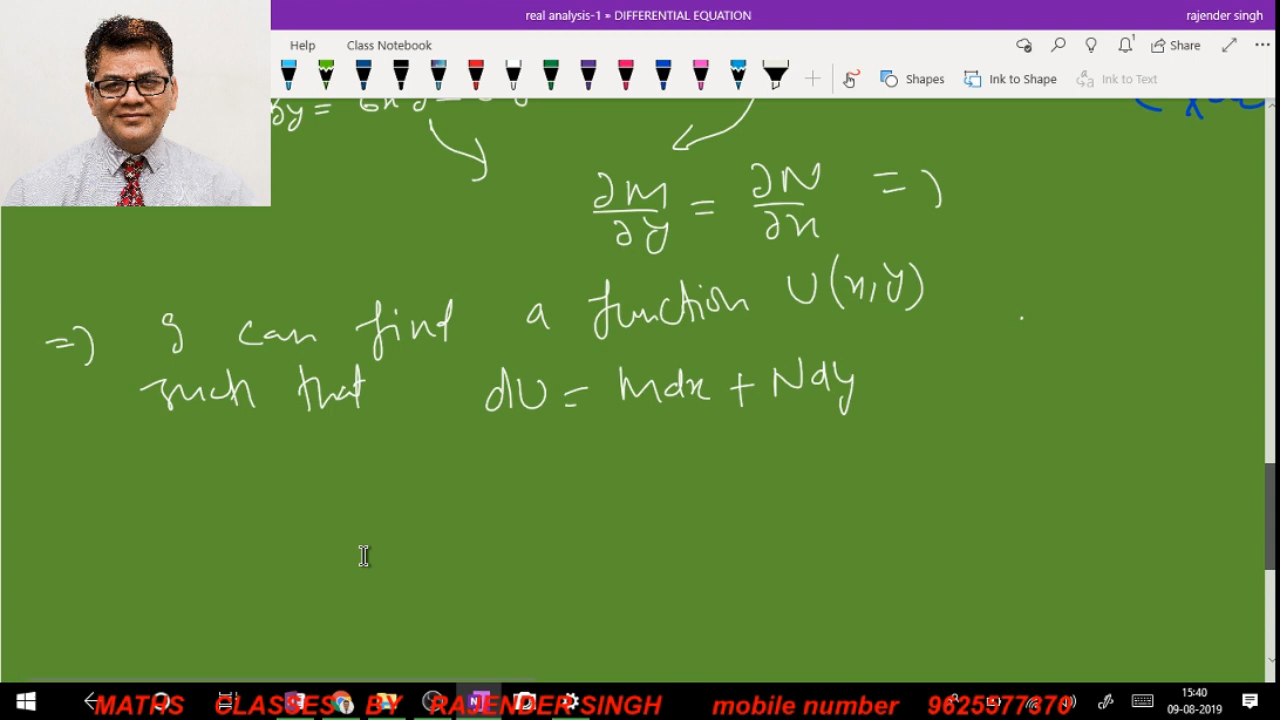 real analysis-1 » DIFFERENTIAL EQUATION
rajender singh
Help Class Notebook
Share
Shapes Ink to Shape Ink to Text
∂y =
∂M/∂y = ∂N/∂x =>
=> I can find a function U(x,y)
such that dU = Mdx + Ndy
15:40
09-08-2019
MATHS CLASSES BY RAJENDER SINGH mobile number 9625577370